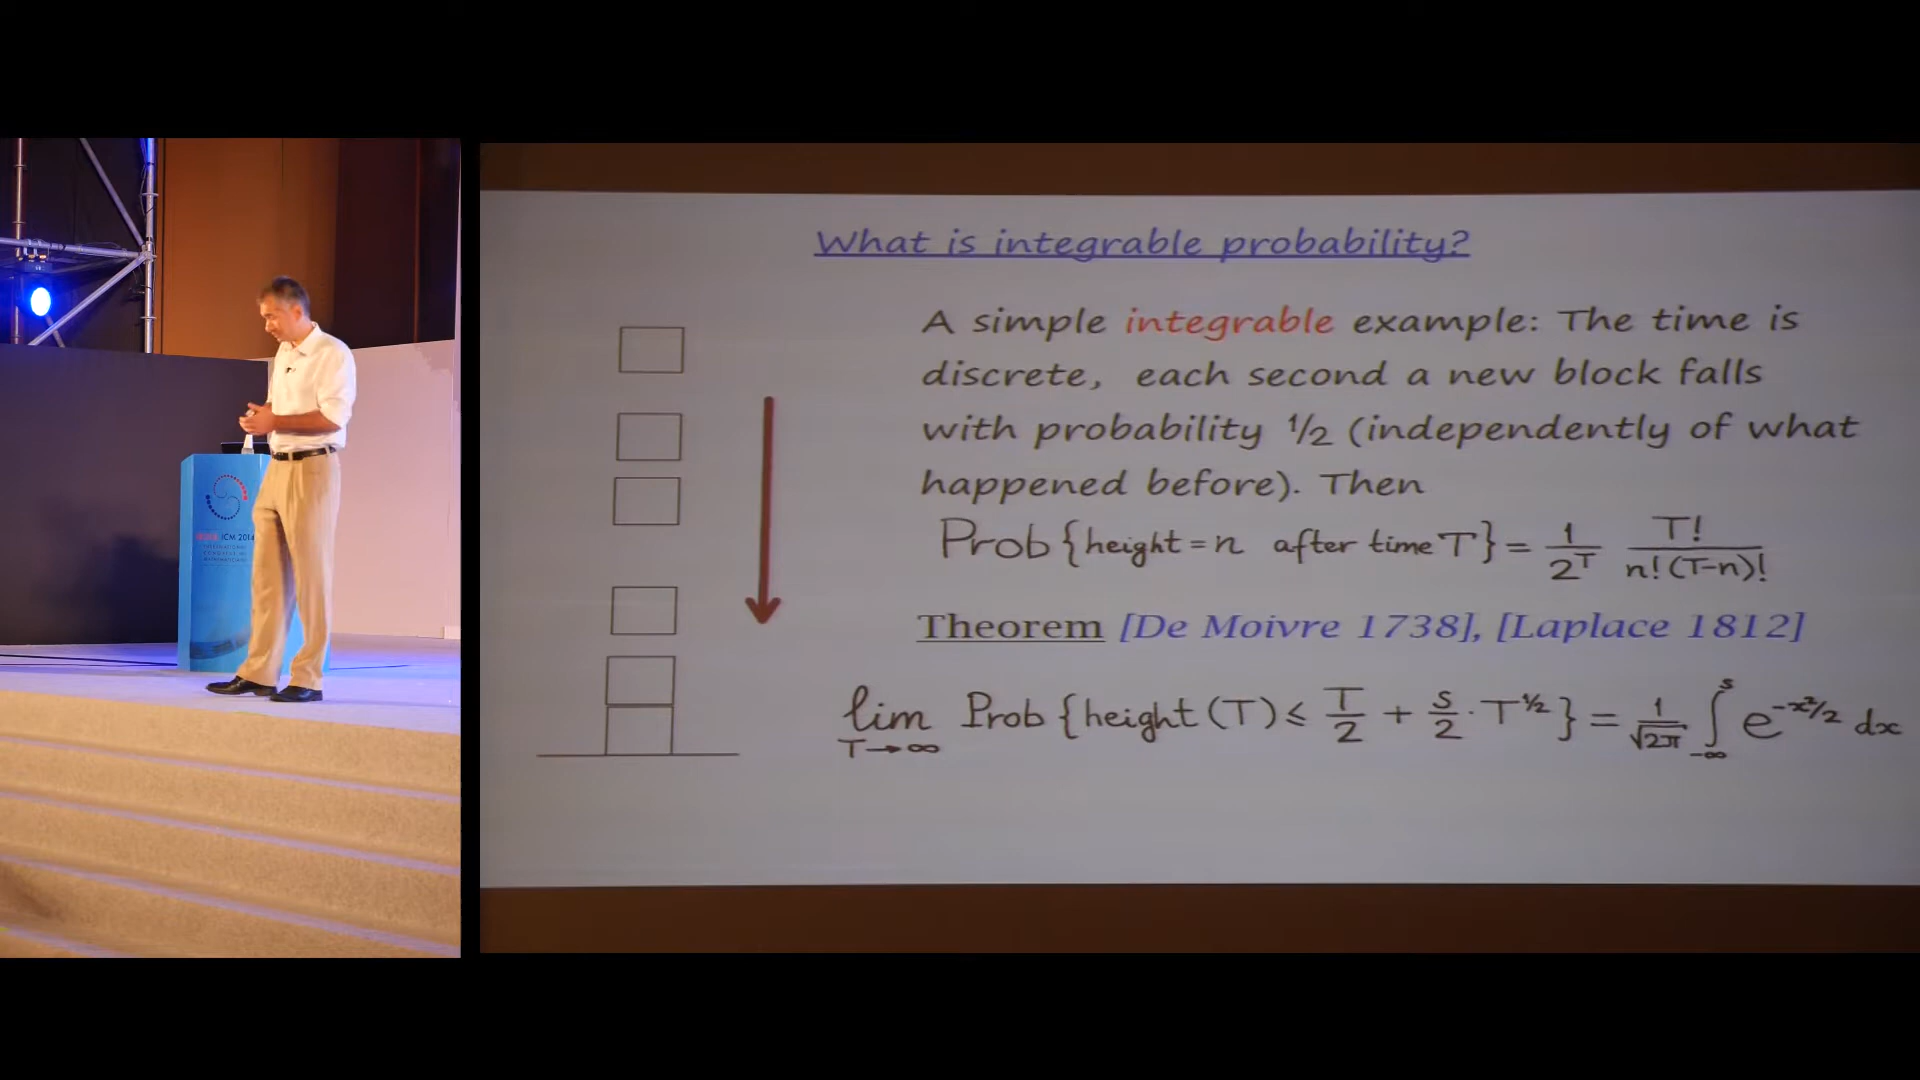 What is integrable probability?
A simple integrable example: The time is
discrete, each second a new block falls
with probability 1/2 (independently of what
happened before). Then
Prob {height = n after time T} = 1/2^T T!/n!(T-n)!
Theorem [De Moivre 1738], [Laplace 1812]
lim T→∞ Prob {height (T) ≤ T/2 + s/2 · T^1/2} = 1/√2π ∫_-∞^s e^-x²/2 dx
ICM 2014